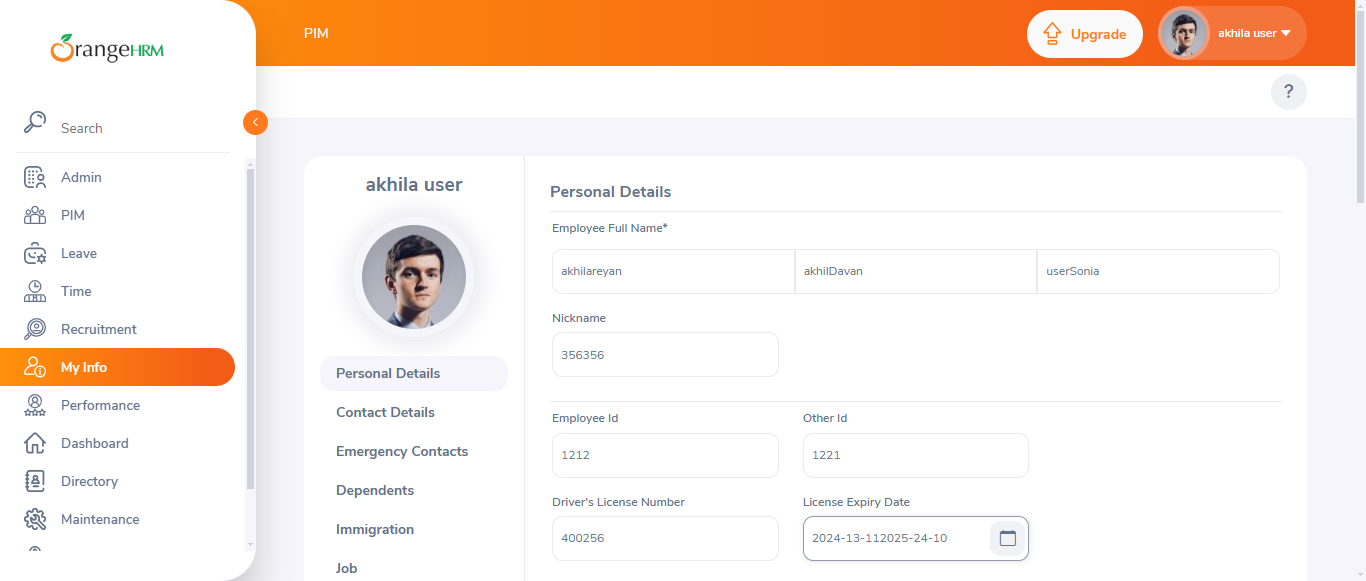 OrangeHRM
PIM
Upgrade
akhila user
?
Search
Admin
PIM
Leave
Time
Recruitment
My Info
Performance
Dashboard
Directory
Maintenance
akhila user
Personal Details
Contact Details
Emergency Contacts
Dependents
Immigration
Job
Personal Details
Employee Full Name*
akhilareyan akhilDavan userSonia
Nickname
356356
Employee Id Other Id
1212 1221
Driver's License Number License Expiry Date
400256 2024-13-112025-24-10